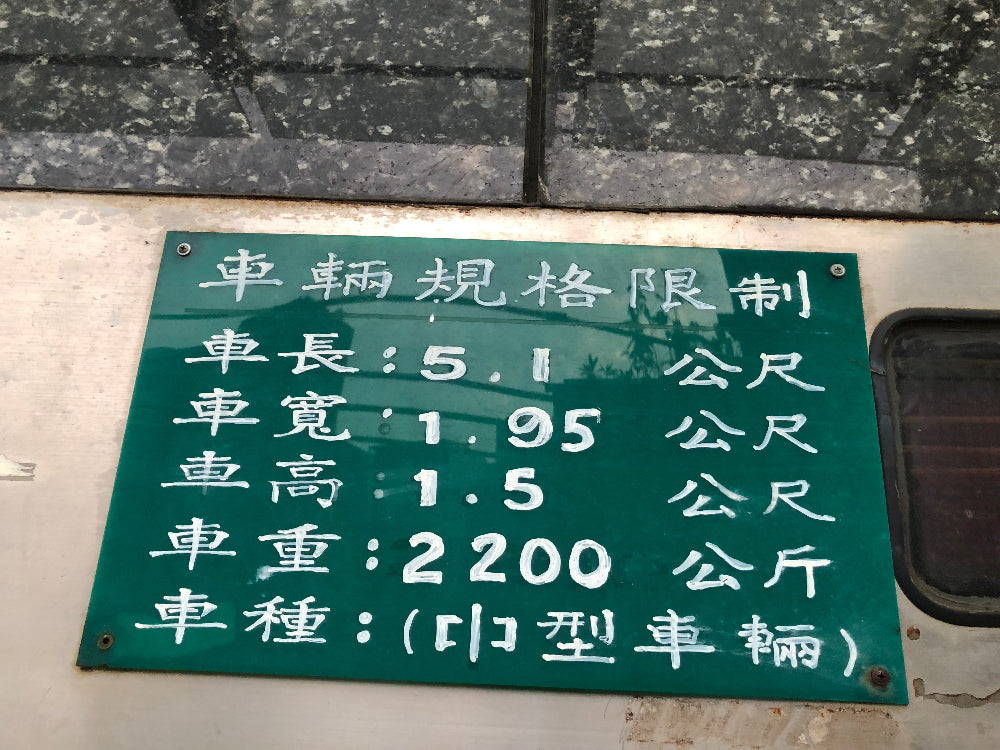 車輛規格限制
車長:5.1 公尺
車寬:1.95 公尺
車高:1.5 公尺
車重:2200 公斤
車種:(小型車輛)